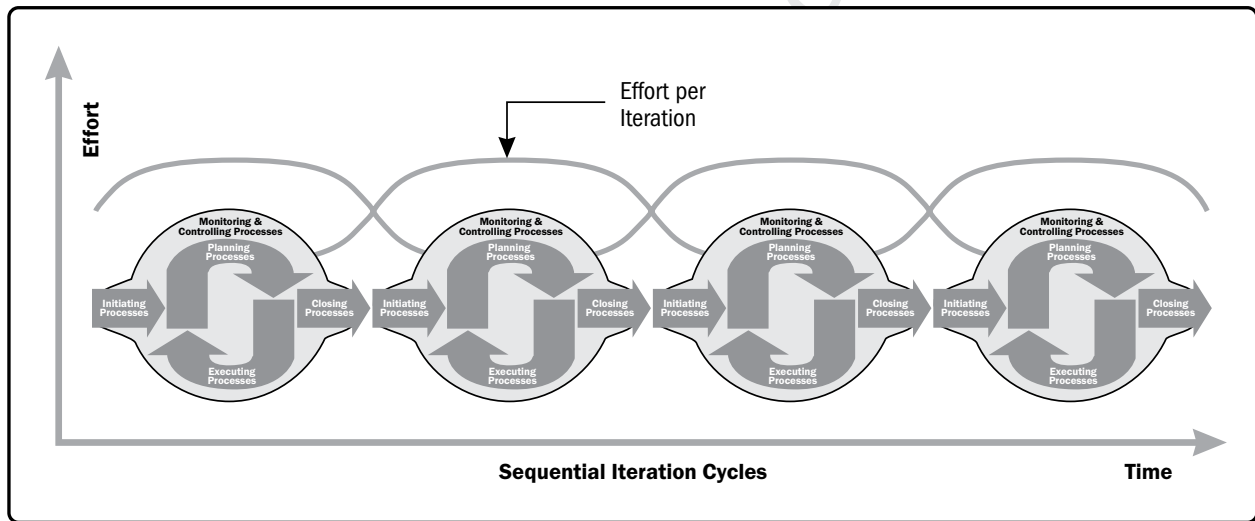 Effort
Effort per
Iteration
Monitoring &
Controlling Processes
Planning
Processes
Initiating
Processes
Closing
Processes
Executing
Processes
Monitoring &
Controlling Processes
Planning
Processes
Initiating
Processes
Closing
Processes
Executing
Processes
Monitoring &
Controlling Processes
Planning
Processes
Initiating
Processes
Closing
Processes
Executing
Processes
Monitoring &
Controlling Processes
Planning
Processes
Initiating
Processes
Closing
Processes
Executing
Processes
Sequential Iteration Cycles
Time